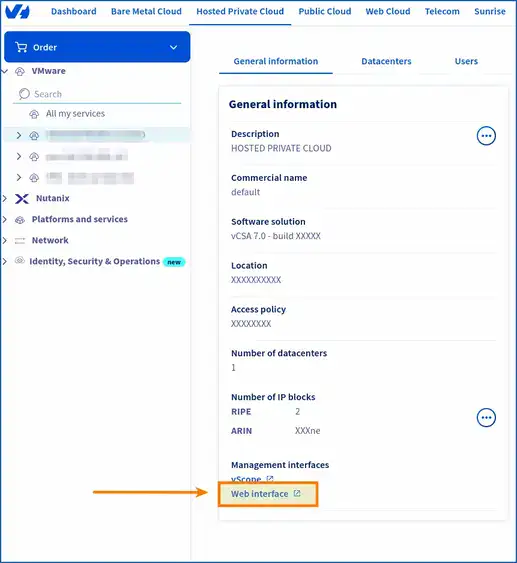 Dashboard Bare Metal Cloud Hosted Private Cloud Public Cloud Web Cloud Telecom Sunrise
Order
VMware
Search
All my services
Nutanix
Platforms and services
Network
Identity, Security & Operations new
General information Datacenters Users
General information
Description
HOSTED PRIVATE CLOUD
Commercial name
default
Software solution
vCSA 7.0 - build XXXXX
Location
XXXXXXXXXX
Access policy
XXXXXXXX
Number of datacenters
1
Number of IP blocks
RIPE 2
ARIN XXXne
Management interfaces
vScope
Web interface